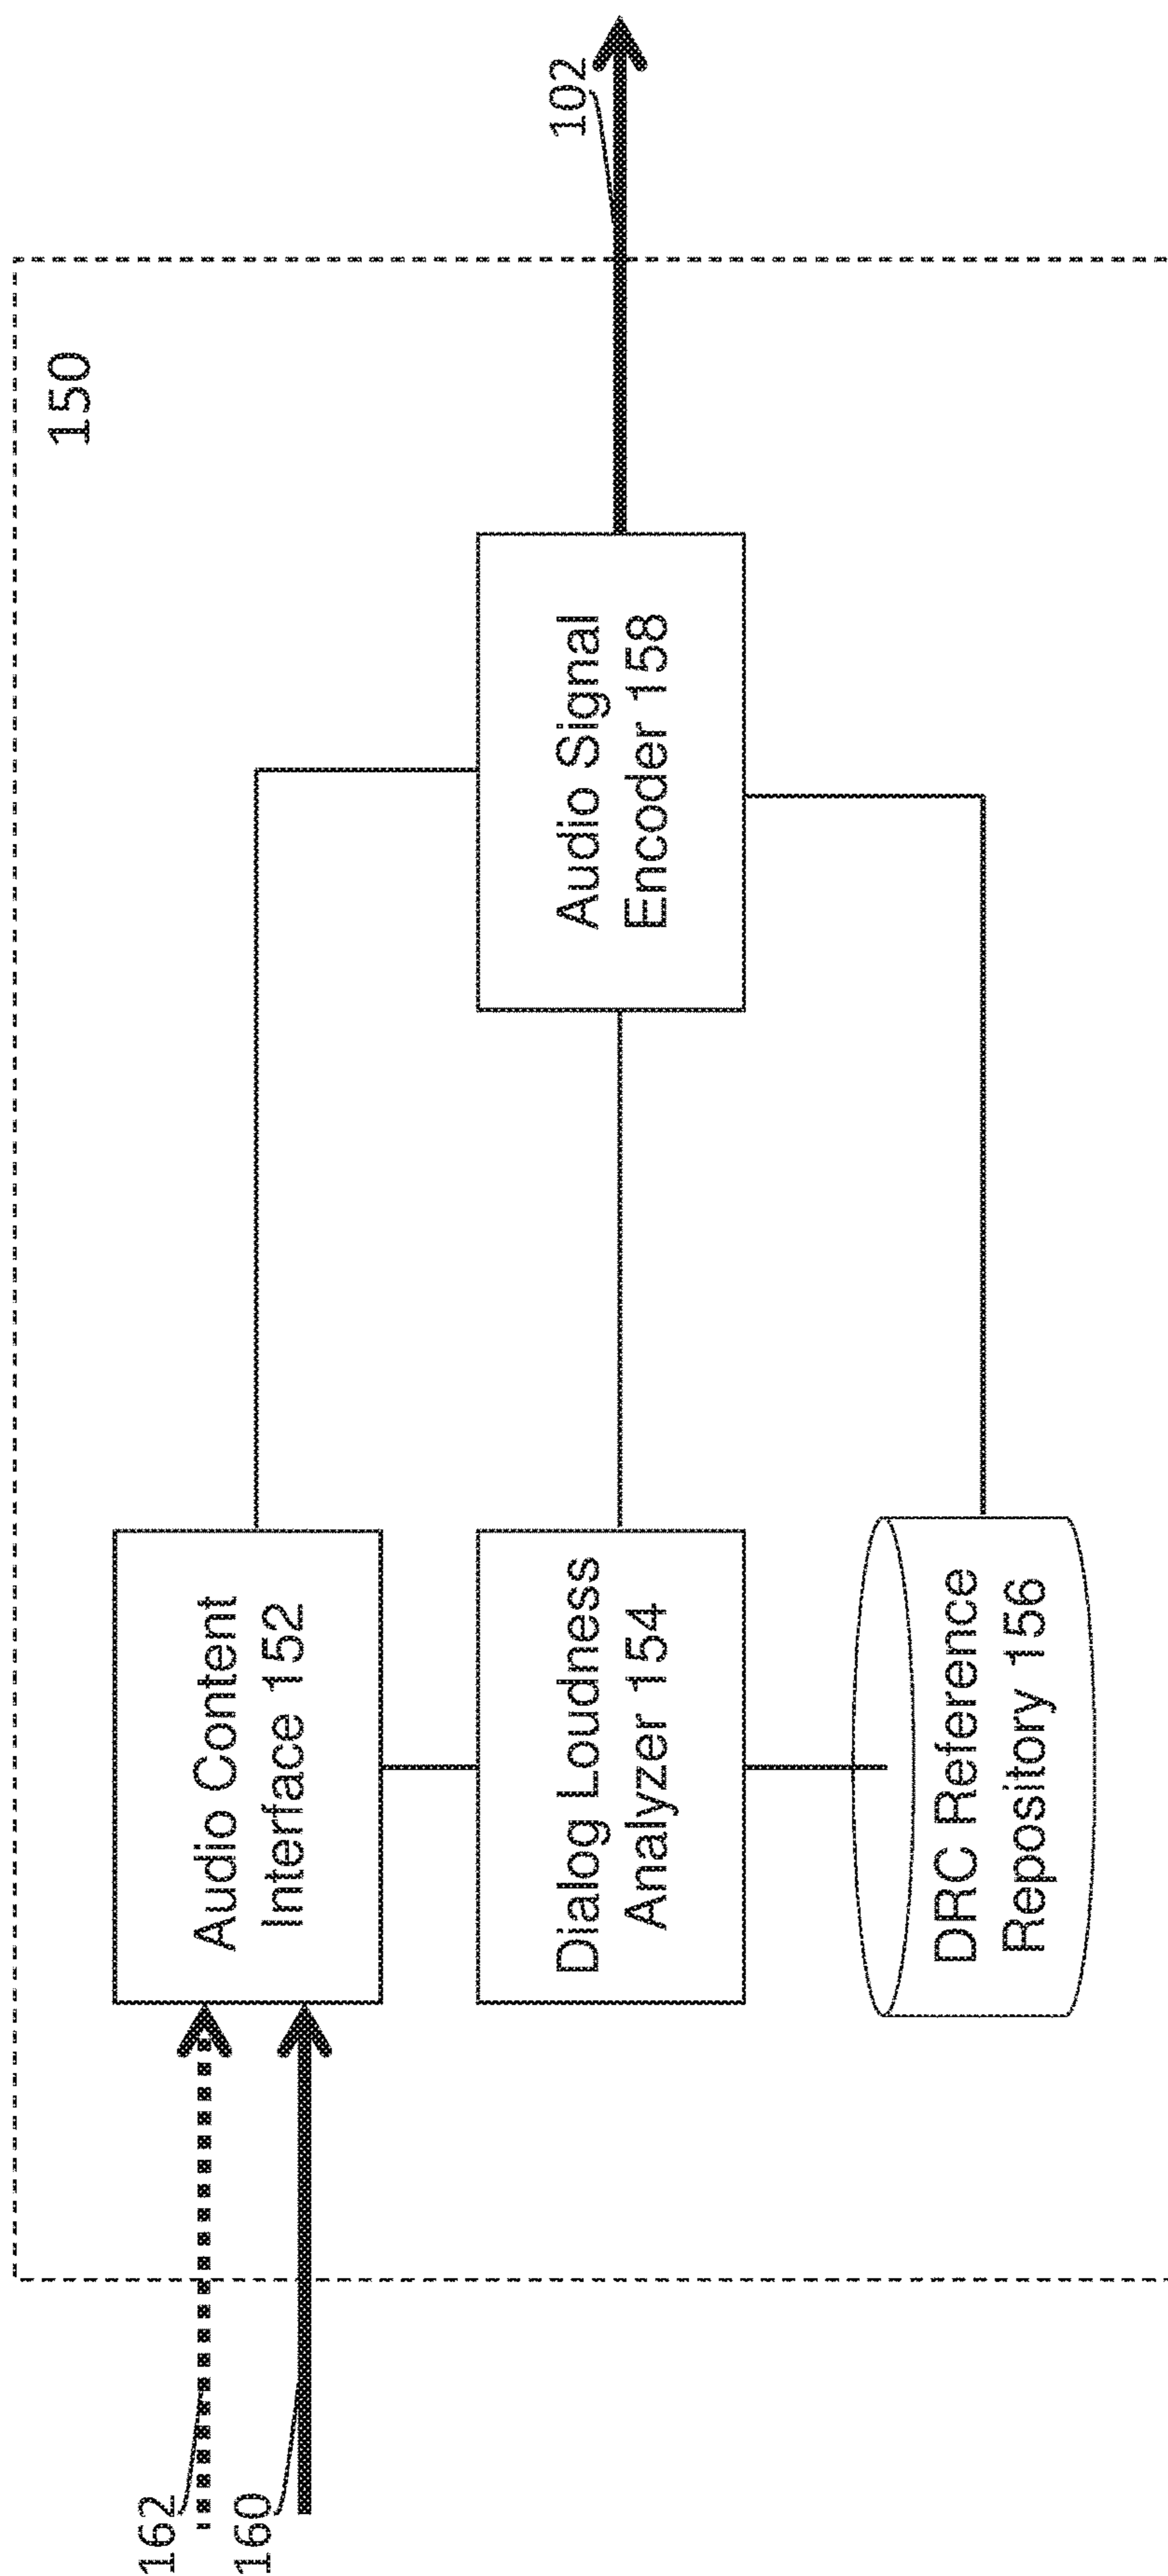 150
162
160
102
Audio Content
Interface 152
Dialog Loudness
Analyzer 154
DRC Reference
Repository 156
Audio Signal
Encoder 158